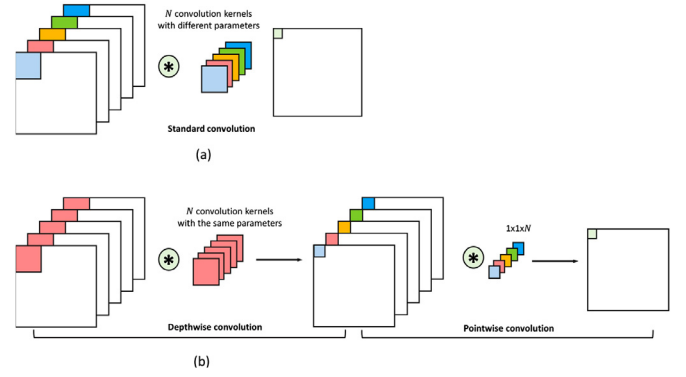 N convolution kernels
with different parameters
Standard convolution
(a)
N convolution kernels
with the same parameters
1x1xN
Depthwise convolution
Pointwise convolution
(b)